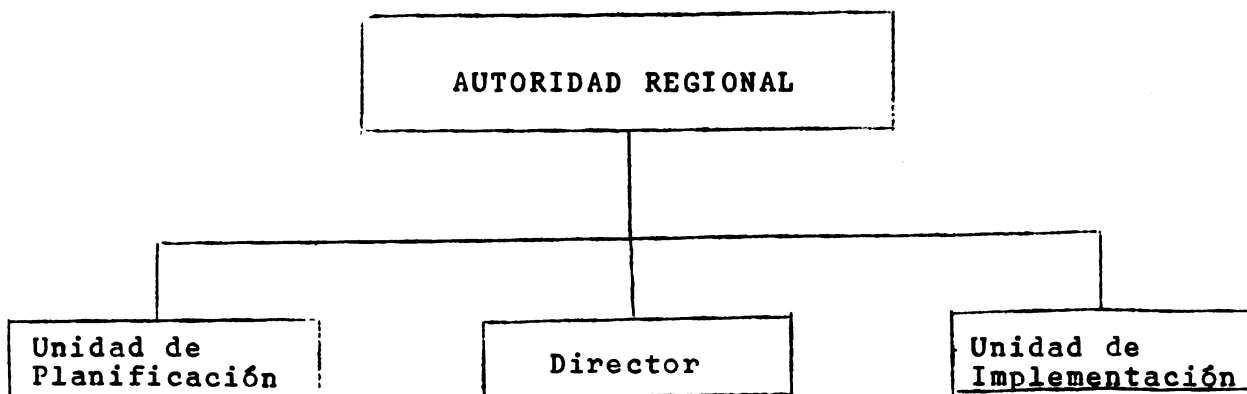 AUTORIDAD REGIONAL
Unidad de
Planificación
Director
Unidad de
Implementación